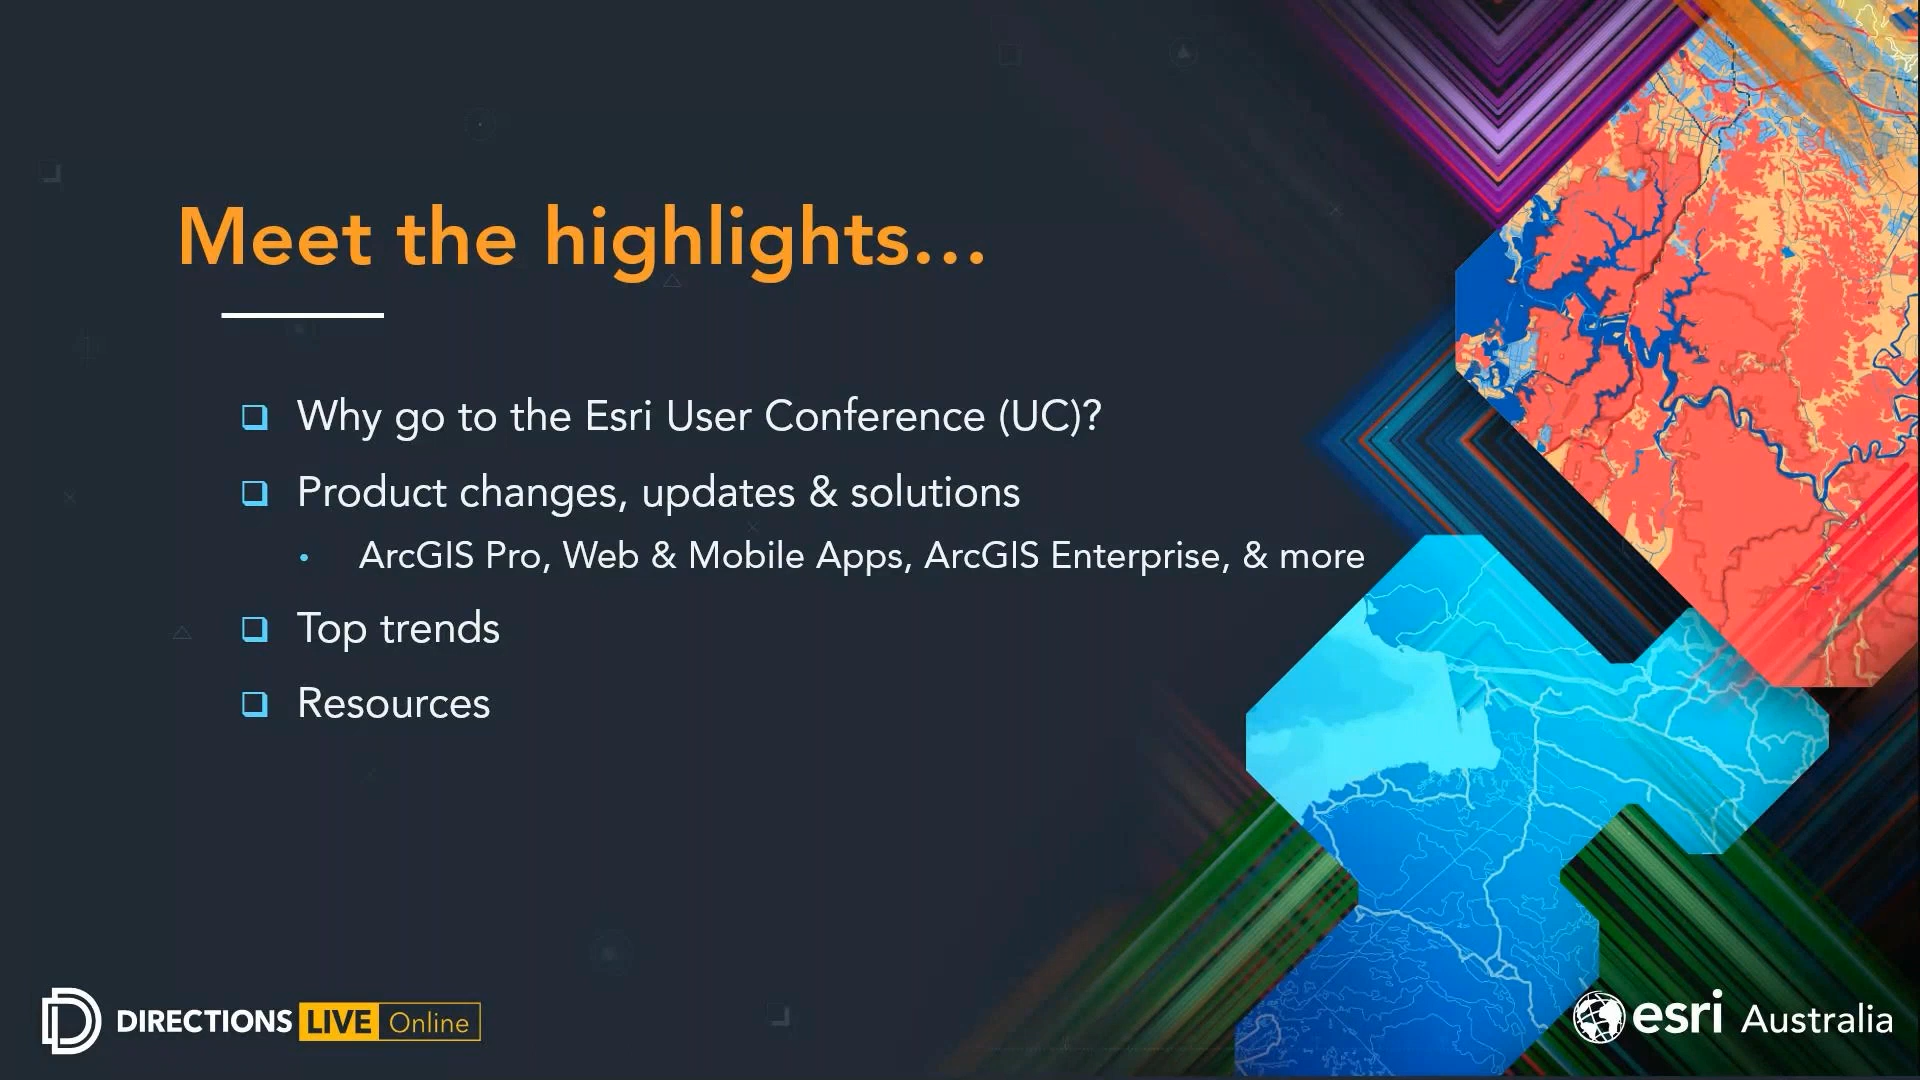 Meet the highlights...
Why go to the Esri User Conference (UC)?
Product changes, updates & solutions
ArcGIS Pro, Web & Mobile Apps, ArcGIS Enterprise, & more
Top trends
Resources
DIRECTIONS LIVE Online
esri Australia